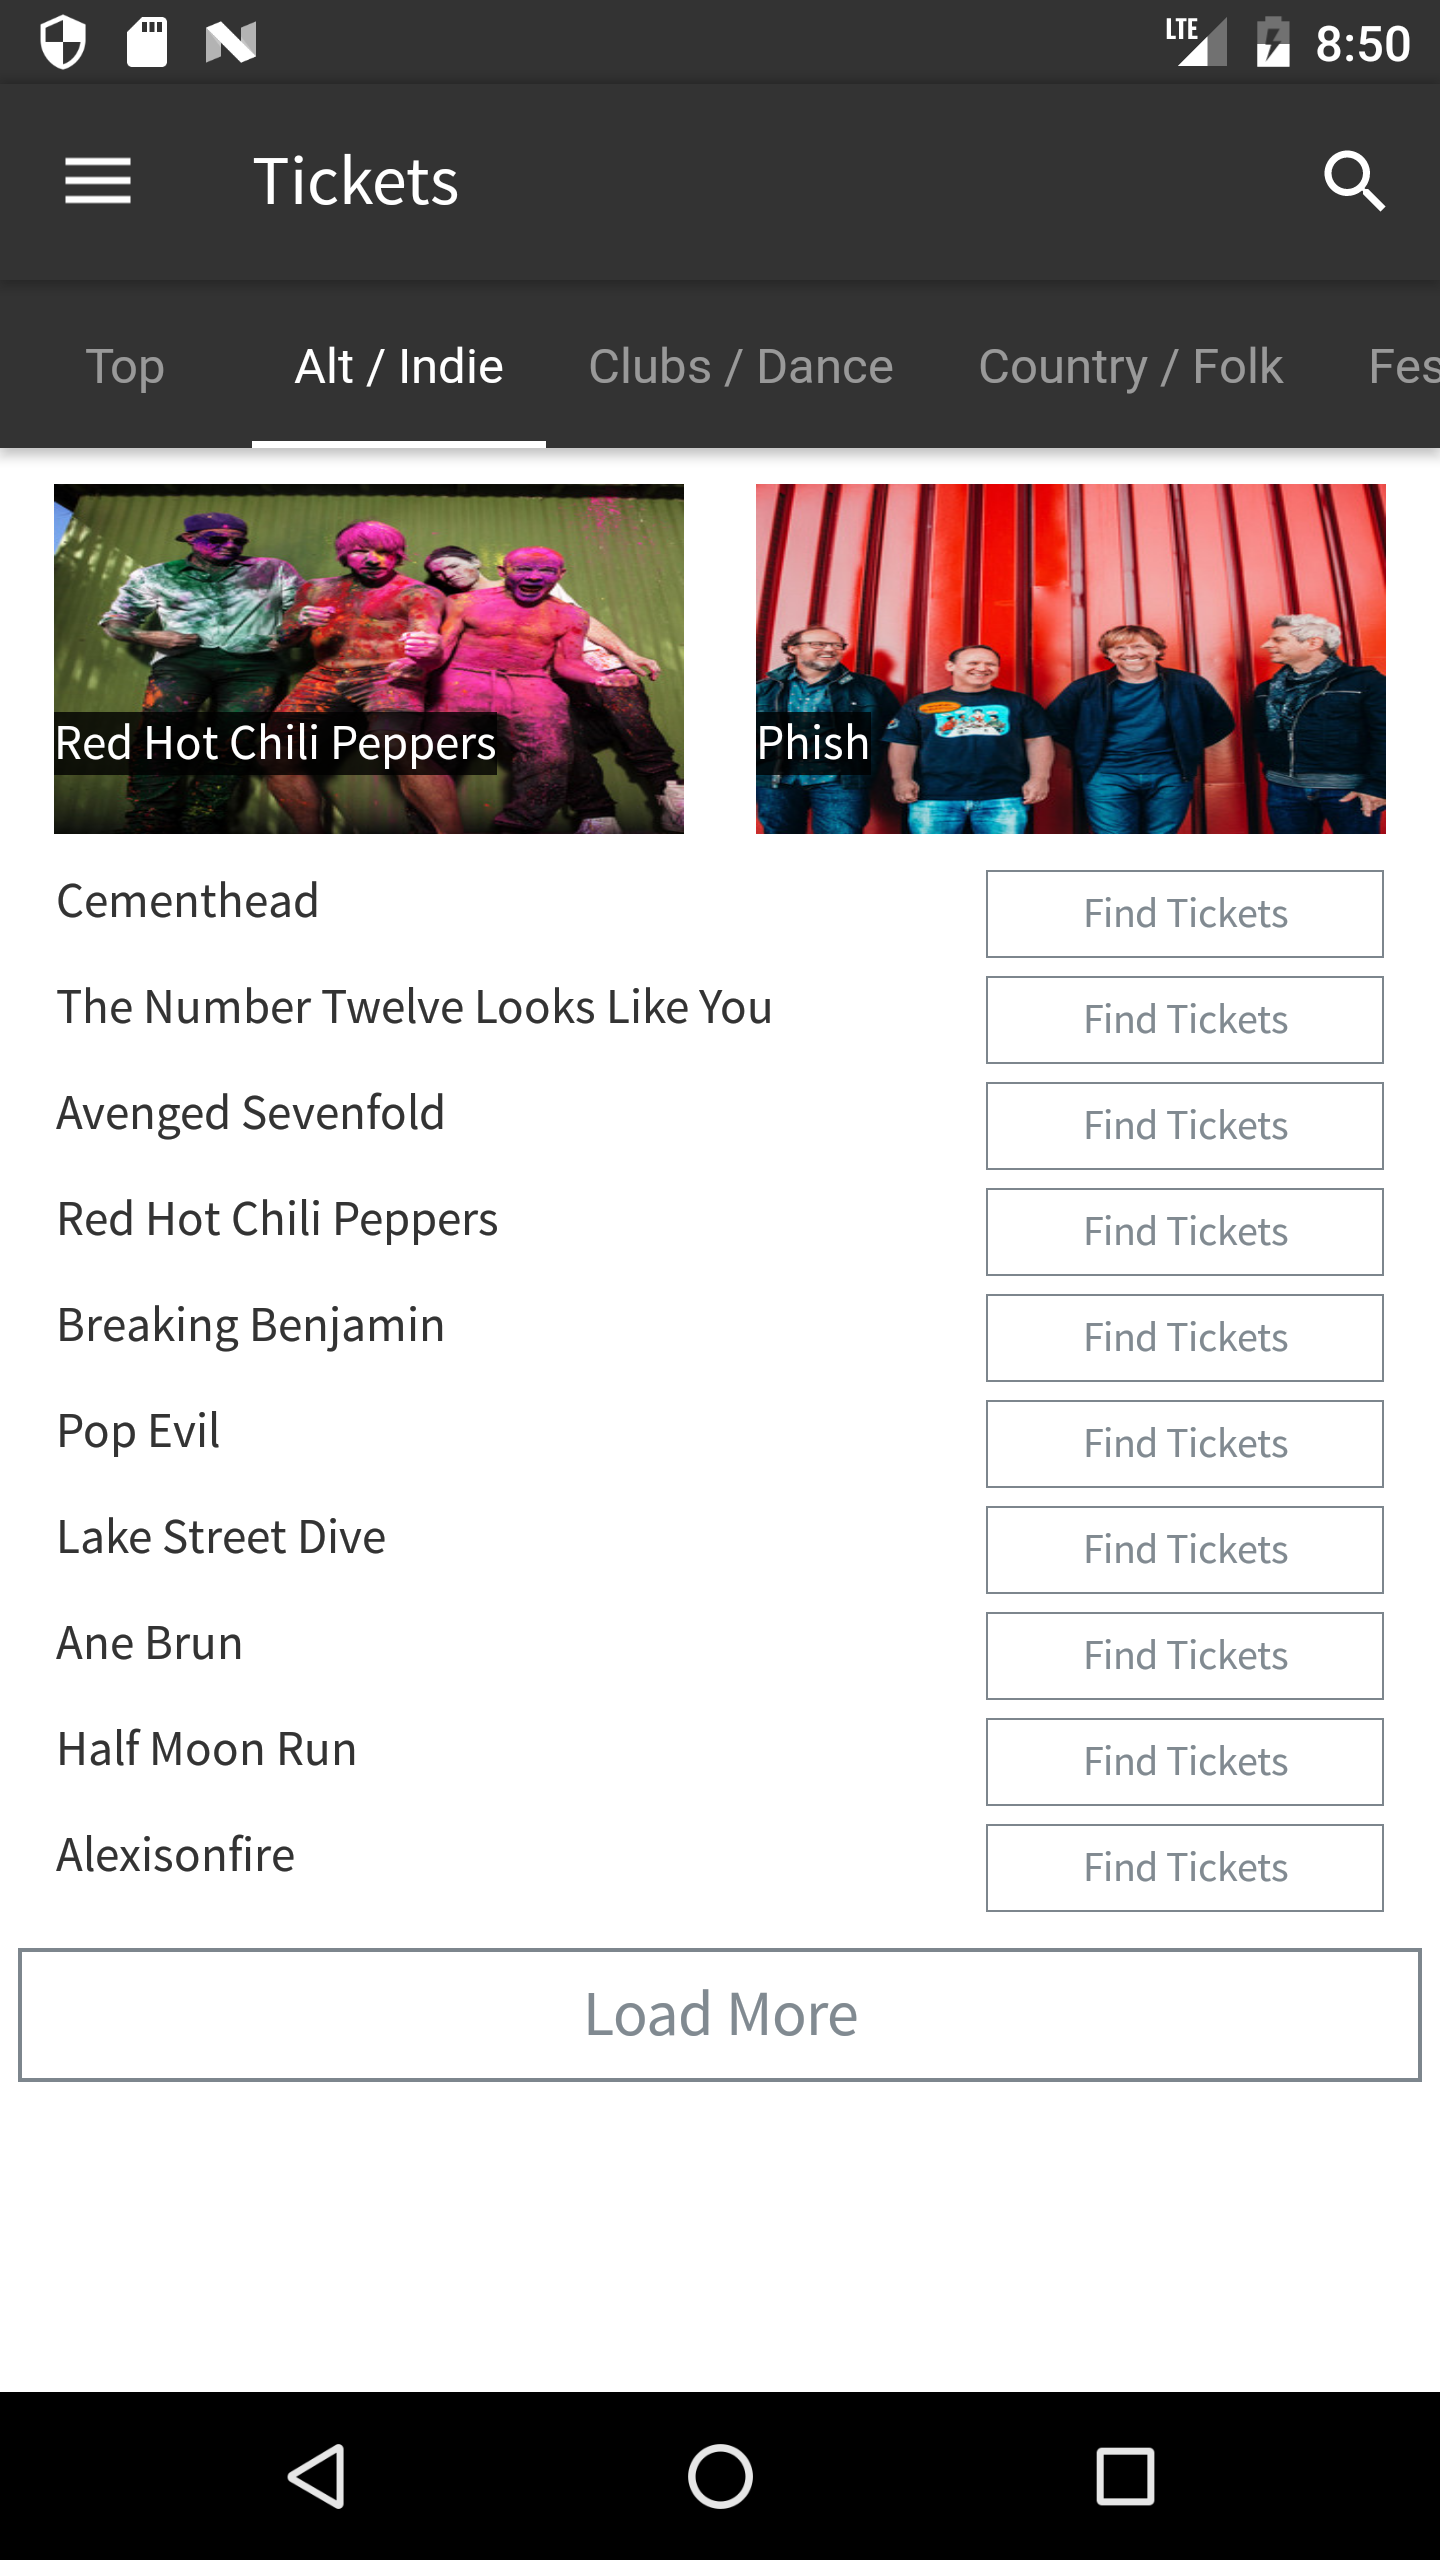 LTE 8:50
Tickets
Top Alt / Indie Clubs / Dance Country / Folk Fes
Red Hot Chili Peppers
Phish
Cementhead Find Tickets
The Number Twelve Looks Like You Find Tickets
Avenged Sevenfold Find Tickets
Red Hot Chili Peppers Find Tickets
Breaking Benjamin Find Tickets
Pop Evil Find Tickets
Lake Street Dive Find Tickets
Ane Brun Find Tickets
Half Moon Run Find Tickets
Alexisonfire Find Tickets
Load More